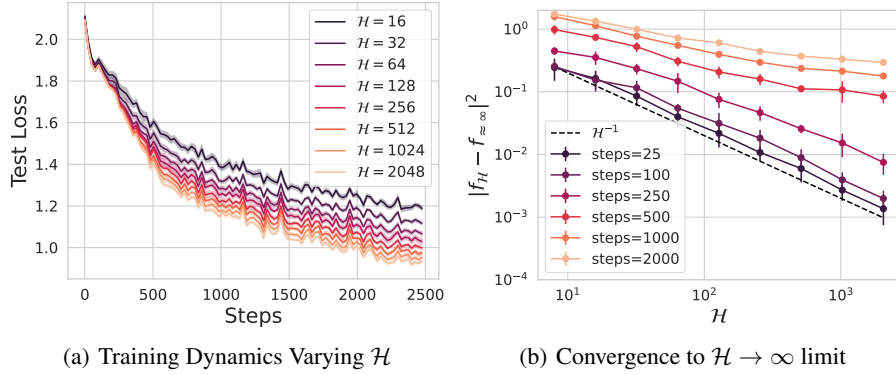 Test Loss
2.0
1.8
1.6
1.4
1.2
1.0
0
500
1000
1500
2000
2500
Steps
ℋ = 16
ℋ = 32
ℋ = 64
ℋ = 128
ℋ = 256
ℋ = 512
ℋ = 1024
ℋ = 2048
(a) Training Dynamics Varying ℋ
|f_ℋ − f_≈∞|²
10⁰
10⁻¹
10⁻²
10⁻³
10⁻⁴
10¹
10²
10³
ℋ
ℋ⁻¹
steps=25
steps=100
steps=250
steps=500
steps=1000
steps=2000
(b) Convergence to ℋ → ∞ limit